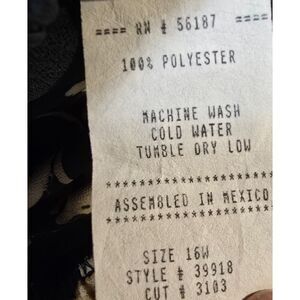 ==== RN # 56187 ====
100% POLYESTER
MACHINE WASH
COLD WATER
TUMBLE DRY LOW
********************
ASSEMBLED IN MEXICO
********************
SIZE 16W
STYLE # 39918
CUT # 3103